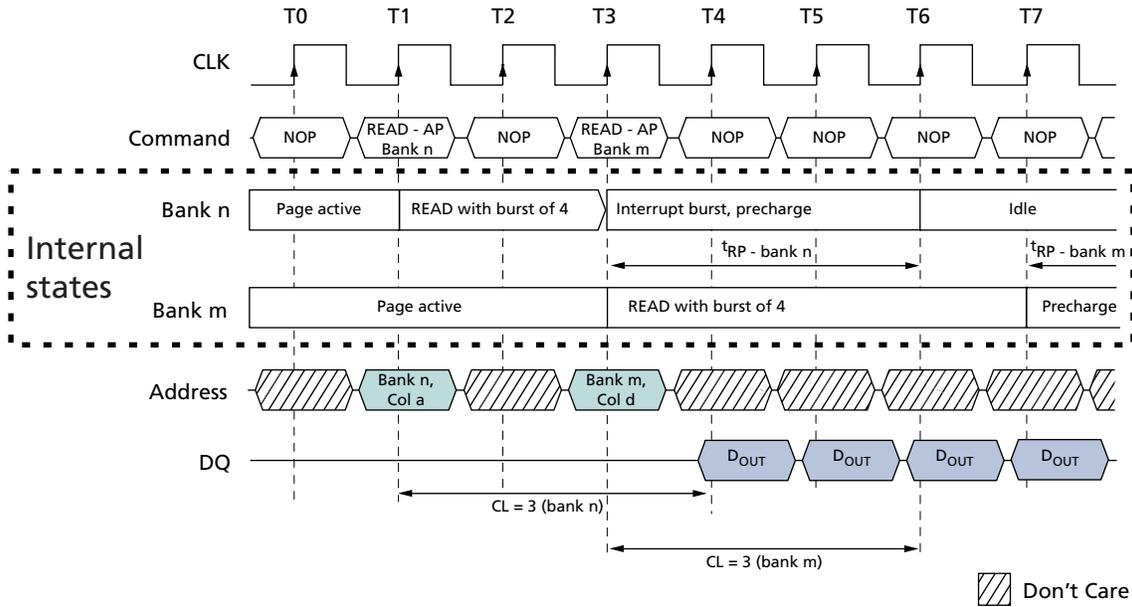 T0 T1 T2 T3 T4 T5 T6 T7
CLK
Command NOP READ - AP Bank n NOP READ - AP Bank m NOP NOP NOP NOP
Internal states
Bank n Page active READ with burst of 4 Interrupt burst, precharge Idle
tRP - bank n tRP - bank m
Bank m Page active READ with burst of 4 Precharge
Address Bank n, Col a Bank m, Col d
DQ DOUT DOUT DOUT DOUT
CL = 3 (bank n)
CL = 3 (bank m)
Don't Care